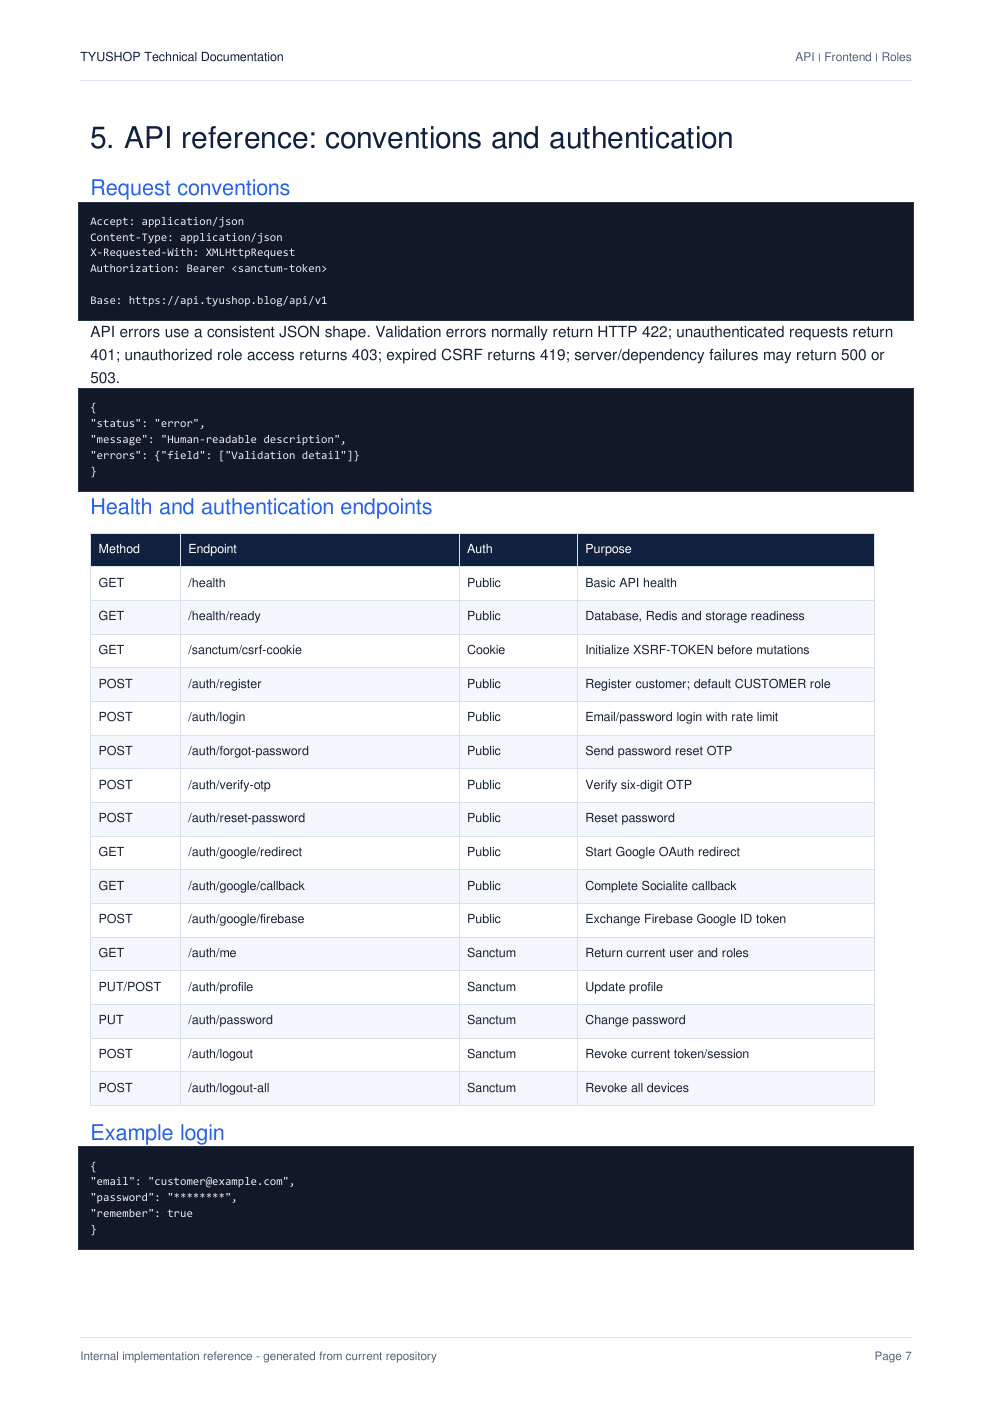 TYUSHOP Technical Documentation
API | Frontend | Roles
5. API reference: conventions and authentication
Request conventions
Accept: application/json
Content-Type: application/json
X-Requested-With: XMLHttpRequest
Authorization: Bearer <sanctum-token>
Base: https://api.tyushop.blog/api/v1
API errors use a consistent JSON shape. Validation errors normally return HTTP 422; unauthenticated requests return
401; unauthorized role access returns 403; expired CSRF returns 419; server/dependency failures may return 500 or
503.
{
"status": "error",
"message": "Human-readable description",
"errors": {"field": ["Validation detail"]}
}
Health and authentication endpoints
Method Endpoint Auth Purpose
GET /health Public Basic API health
GET /health/ready Public Database, Redis and storage readiness
GET /sanctum/csrf-cookie Cookie Initialize XSRF-TOKEN before mutations
POST /auth/register Public Register customer; default CUSTOMER role
POST /auth/login Public Email/password login with rate limit
POST /auth/forgot-password Public Send password reset OTP
POST /auth/verify-otp Public Verify six-digit OTP
POST /auth/reset-password Public Reset password
GET /auth/google/redirect Public Start Google OAuth redirect
GET /auth/google/callback Public Complete Socialite callback
POST /auth/google/firebase Public Exchange Firebase Google ID token
GET /auth/me Sanctum Return current user and roles
PUT/POST /auth/profile Sanctum Update profile
PUT /auth/password Sanctum Change password
POST /auth/logout Sanctum Revoke current token/session
POST /auth/logout-all Sanctum Revoke all devices
Example login
{
"email": "customer@example.com",
"password": "********",
"remember": true
}
Internal implementation reference - generated from current repository
Page 7